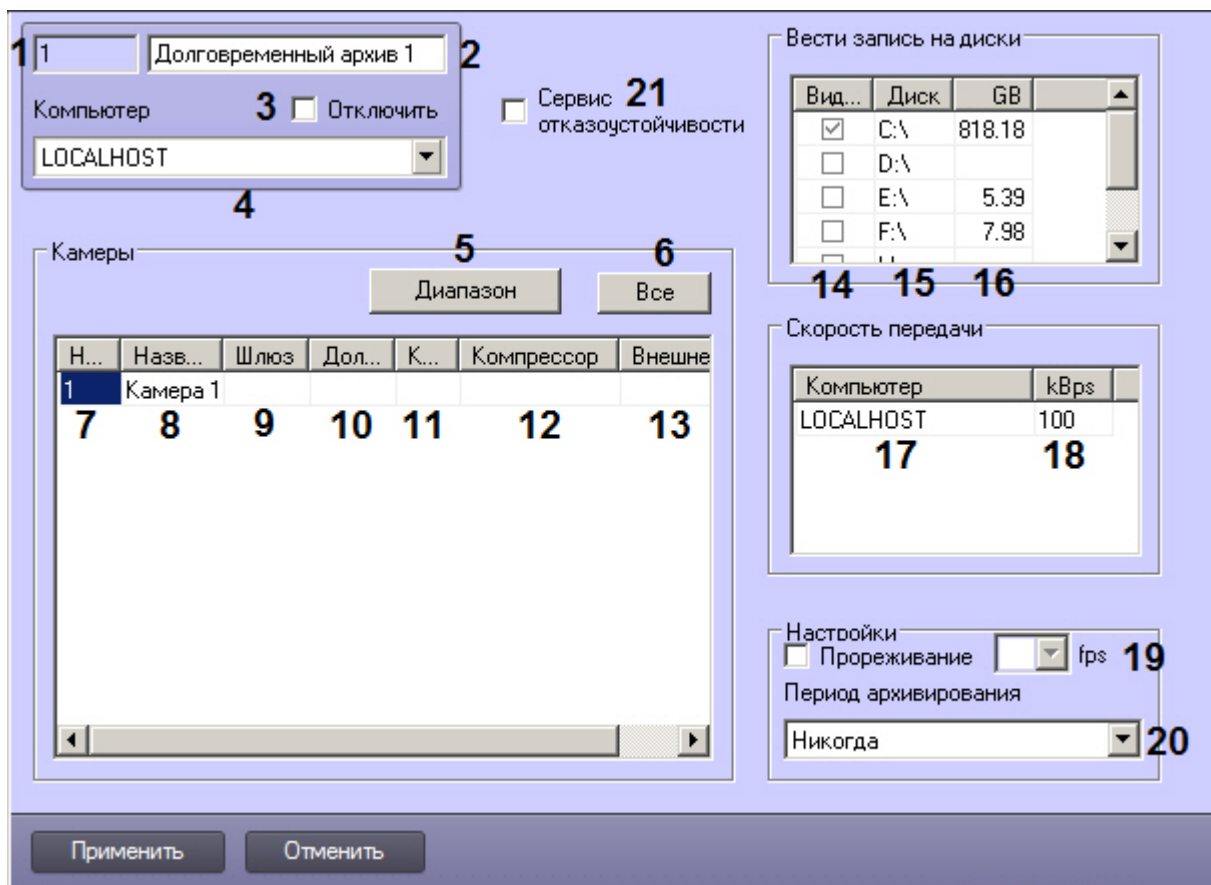 1 1 Долговременный архив 1 2
Компьютер 3 Отключить
LOCALHOST
4
Сервис 21
отказоустойчивости
Камеры
5 6
Диапазон Все
Н... Назв... Шлюз Дол... К... Компрессор Внешне
1 Камера 1
7 8 9 10 11 12 13
Вести запись на диски
Вид... Диск GB
C:\ 818.18
D:\
E:\ 5.39
F:\ 7.98
14 15 16
Скорость передачи
Компьютер kBps
LOCALHOST 100
17 18
Настройки
Прореживание fps 19
Период архивирования
Никогда 20
Применить Отменить